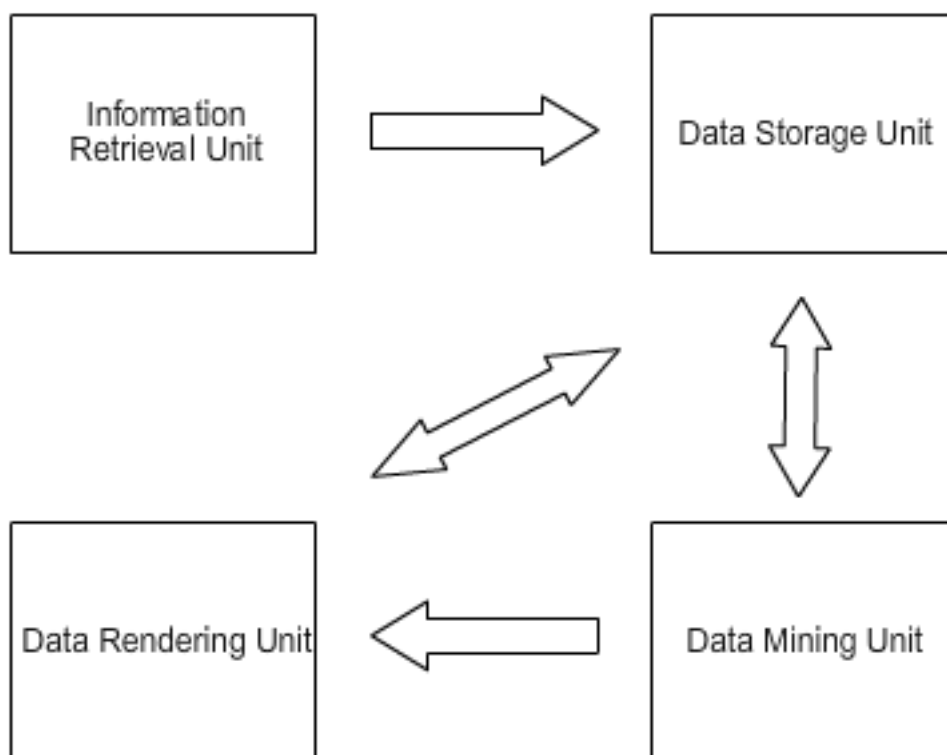 Information
Retrieval Unit
Data Storage Unit
Data Rendering Unit
Data Mining Unit